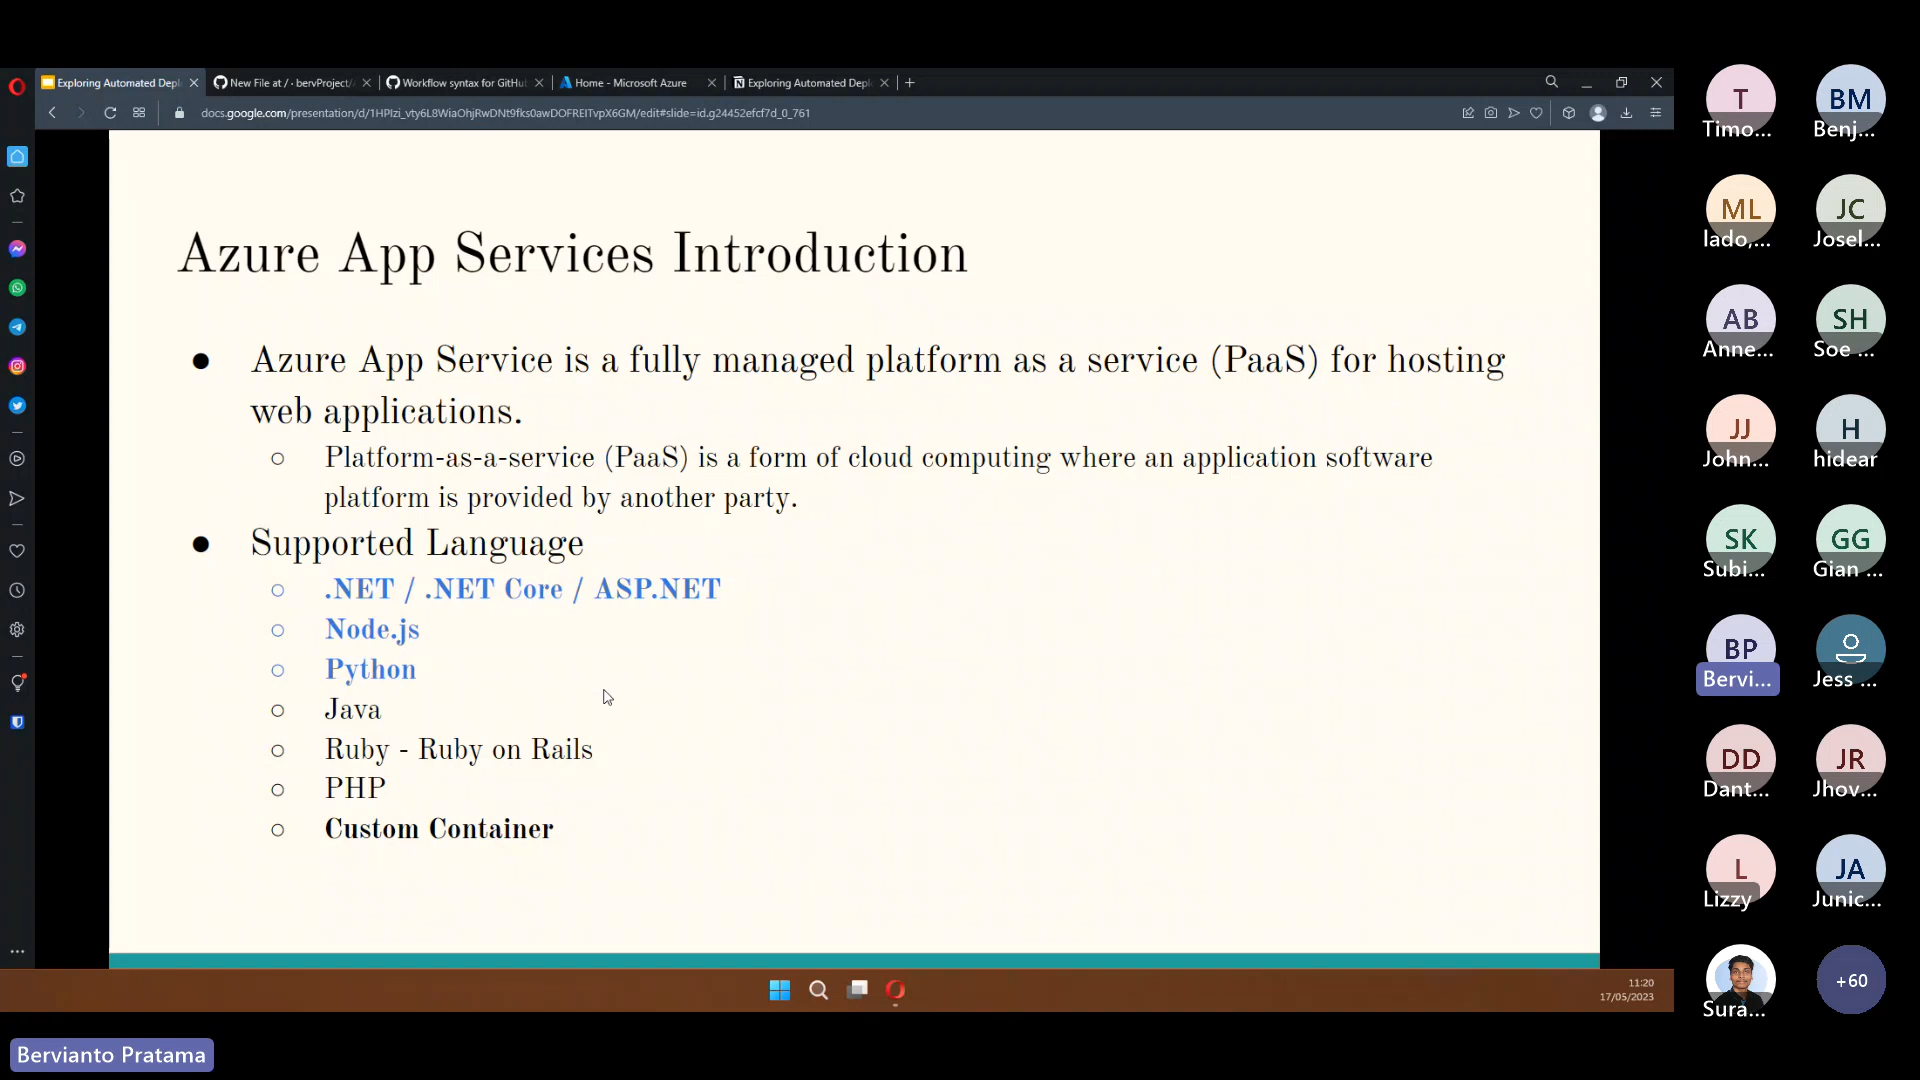 Exploring Automated Depl
New File at / · bervProject/
Workflow syntax for GitHu
Home - Microsoft Azure
Exploring Automated Depl
docs.google.com/presentation/d/1HPIzi_vty6L8WiaOhjRwDNt9fks0awDOFREITvpX6GM/edit#slide=id.g24452efcf7d_0_761
Azure App Services Introduction
● Azure App Service is a fully managed platform as a service (PaaS) for hosting
web applications.
○ Platform-as-a-service (PaaS) is a form of cloud computing where an application software
platform is provided by another party.
● Supported Language
○ .NET / .NET Core / ASP.NET
○ Node.js
○ Python
○ Java
○ Ruby - Ruby on Rails
○ PHP
○ Custom Container
11:20
17/05/2023
Bervianto Pratama
T
Timo...
BM
Benj...
ML
lado,...
JC
Josel...
AB
Anne...
SH
Soe ...
JJ
John...
H
hidear
SK
Subi...
GG
Gian ...
BP
Bervi...
Jess ...
DD
Dant...
JR
Jhov...
L
Lizzy
JA
Junic...
Sura...
+60